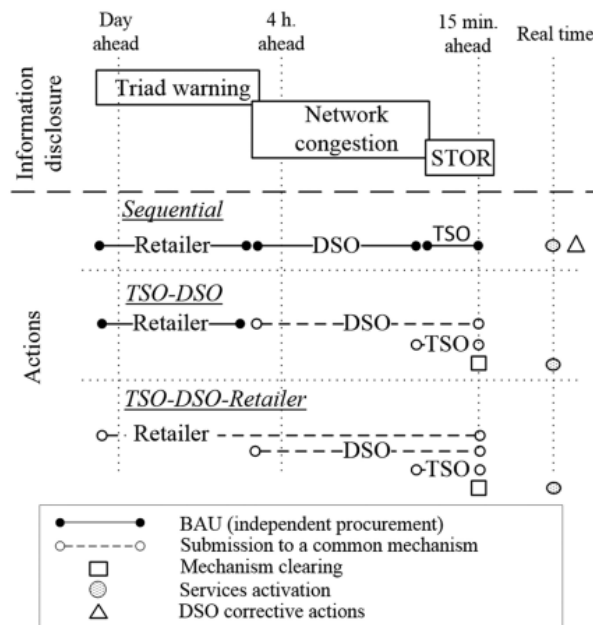 Day
ahead
4 h.
ahead
15 min.
ahead
Real time
Information
disclosure
Triad warning
Network
congestion
STOR
Actions
Sequential
Retailer
DSO
TSO
TSO-DSO
Retailer
DSO
TSO
TSO-DSO-Retailer
Retailer
DSO
TSO
BAU (independent procurement)
Submission to a common mechanism
Mechanism clearing
Services activation
DSO corrective actions